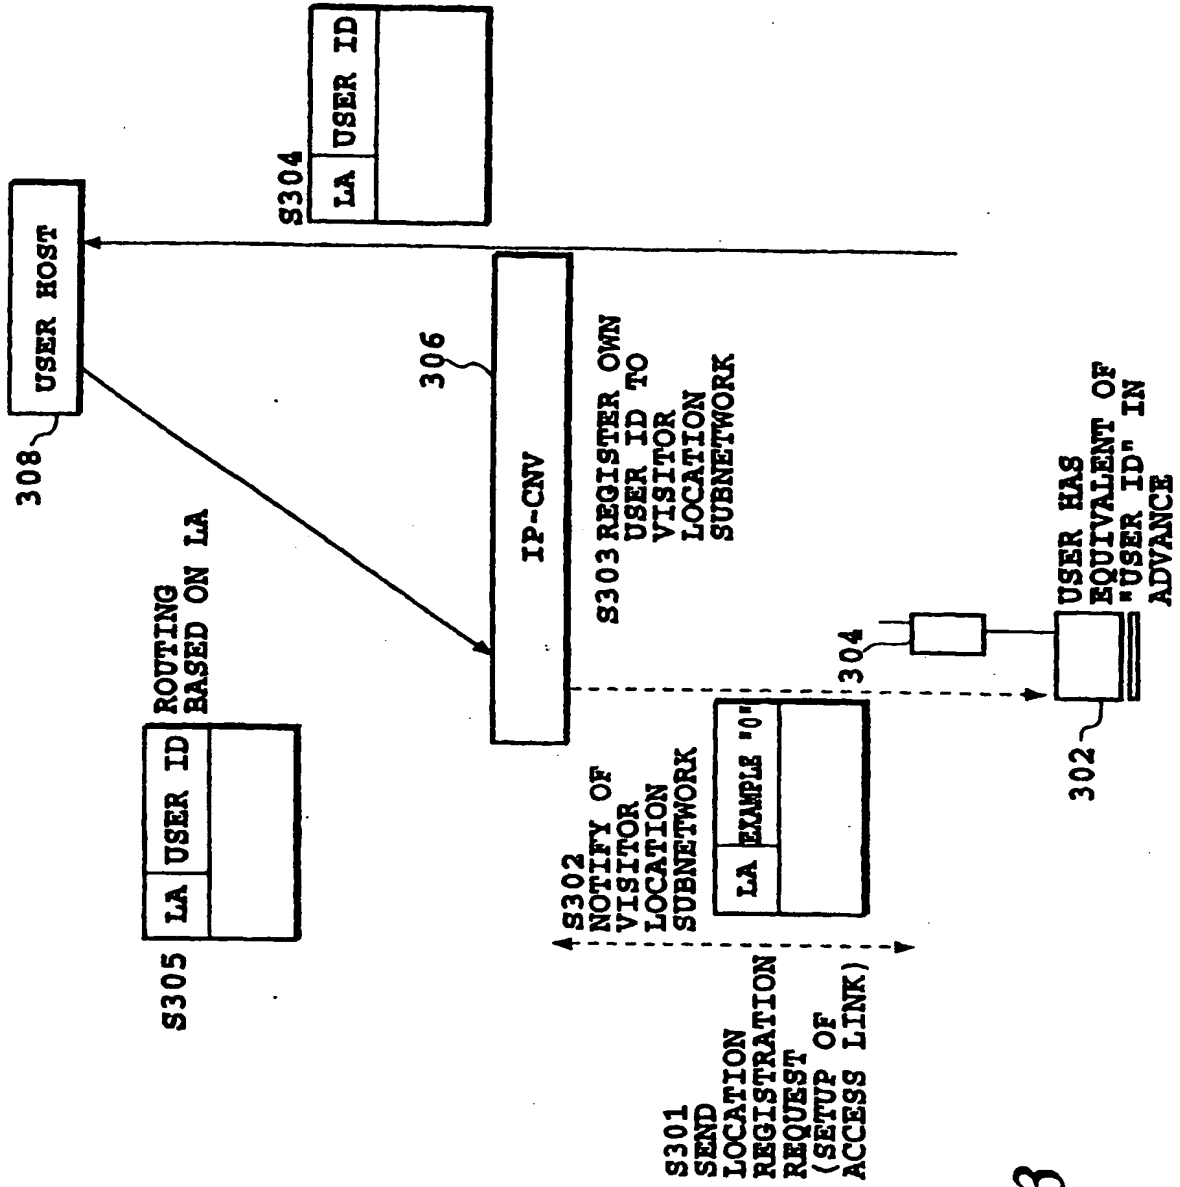 308
USER HOST
S304
LA USER ID
S305
LA USER ID
ROUTING
BASED ON LA
306
IP-CNV
S301
SEND
LOCATION
REGISTRATION
REQUEST
(SETUP OF
ACCESS LINK)
S302
NOTIFY OF
VISITOR
LOCATION
SUBNETWORK
LA EXAMPLE "0"
S303 REGISTER OWN
USER ID TO
VISITOR
LOCATION
SUBNETWORK
304
302
USER HAS
EQUIVALENT OF
"USER ID" IN
ADVANCE
3